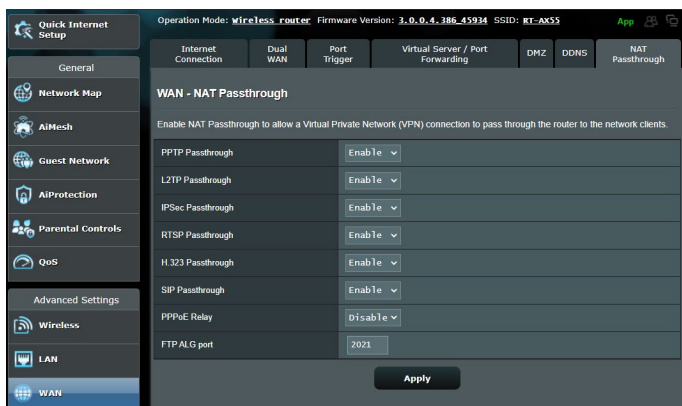 Quick Internet
Setup
Operation Mode: Wireless router Firmware Version: 3.0.0.4.386_45934 SSID: RT-AX55
App
Internet
Connection
Dual
WAN
Port
Trigger
Virtual Server / Port
Forwarding
DMZ
DDNS
NAT
Passthrough
General
Network Map
AiMesh
Guest Network
AiProtection
Parental Controls
QoS
Advanced Settings
Wireless
LAN
WAN
WAN - NAT Passthrough
Enable NAT Passthrough to allow a Virtual Private Network (VPN) connection to pass through the router to the network clients.
PPTP Passthrough Enable
L2TP Passthrough Enable
IPSec Passthrough Enable
RTSP Passthrough Enable
H.323 Passthrough Enable
SIP Passthrough Enable
PPPoE Relay Disable
FTP ALG port 2021
Apply